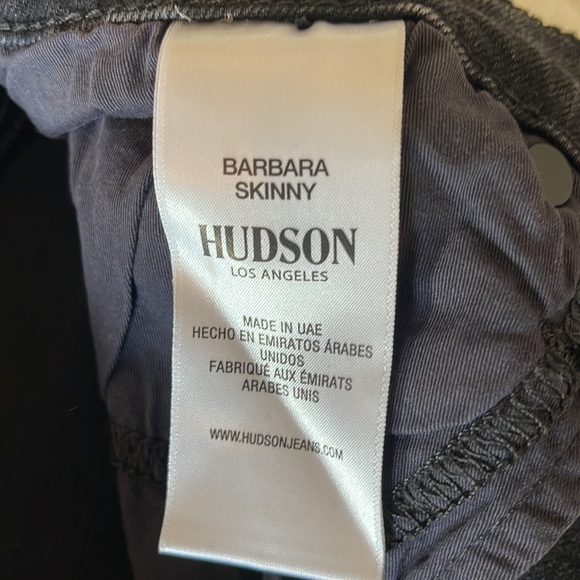 BARBARA
SKINNY
HUDSON
LOS ANGELES
MADE IN UAE
HECHO EN EMIRATOS ÁRABES
UNIDOS
FABRIQUÉ AUX ÉMIRATS
ARABES UNIS
WWW.HUDSONJEANS.COM